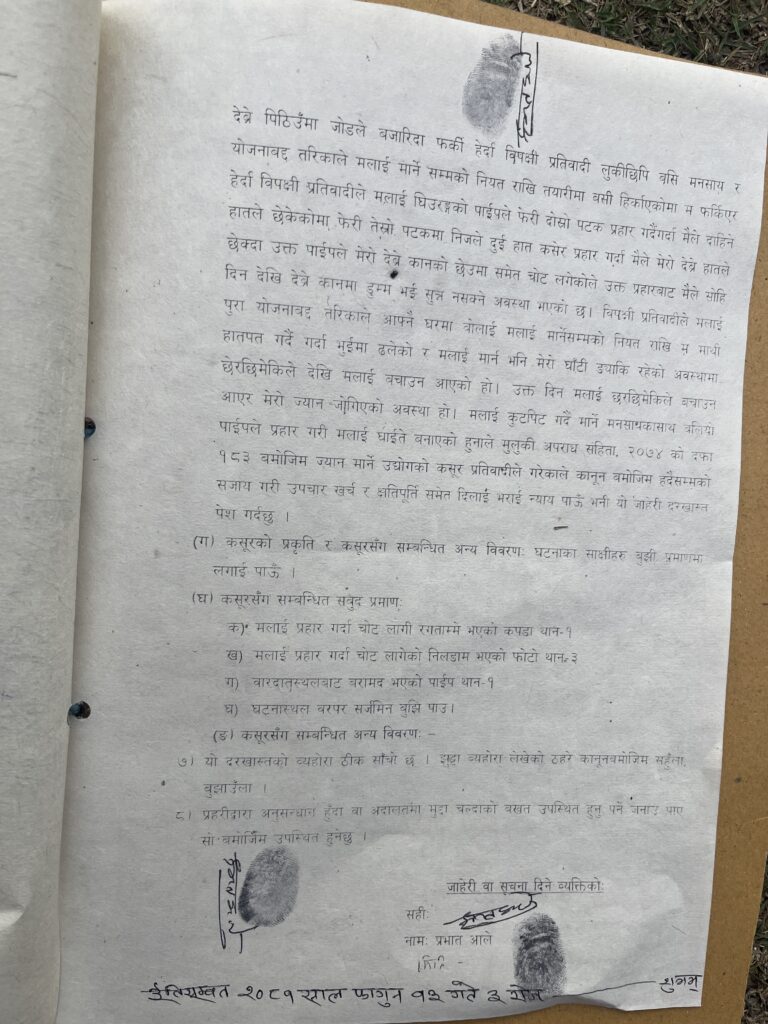 देब्रे पिठिउँमा जोडले बजारिदा फर्की हेर्दा विपक्षी प्रतिवादी लुकीछिपि बसि मनसाय र
योजनाबद्द तरिकाले मलाई मार्ने सम्मको नियत राखि तयारीमा बसी हिर्काएकोमा म फर्किएर
हेर्दा विपक्षी प्रतिवादीले मलाई घिउरङ्गको पाईपले फेरी दोस्रो पटक प्रहार गर्दैगर्दा मैले दाहिने
हातले छेकेकोमा फेरी तेस्रो पटकमा निजले दुई हात कसेर प्रहार गर्दा मैले मेरो देब्रे हातले
छेक्दा उक्त पाईपले मेरो देब्रे कानको छेउमा समेत चोट लगेकोले उक्त प्रहारबाट मैले सोहि
दिन देखि देब्रे कानमा डुम्म भई सुन्न नसक्ने अवस्था भएको छ। विपक्षी प्रतिवादीले मलाई
पुरा योजनाबद्द तरिकाले आफ्नै घरमा बोलाई मलाई मार्नेसम्मको नियत राखि म माथी
हातपात गर्दै गर्दा भुईमा ढलेको र मलाई मार्न भनि मेरो घाँटी ङ्याकि रहेको अवस्थामा
छेरछिमेकिले देखि मलाई बचाउन आएको हो। उक्त दिन मलाई छरछिमेकिले बचाउन
आएर मेरो ज्यान जोगिएको अवस्था हो। मलाई कुटपिट गर्दै मार्ने मनसायकासाथ बलियो
पाईपले प्रहार गरी मलाई घाईते बनाएको हुनाले मुलुकी अपराध संहिता, २०७४ को दफा
१८३ बमोजिम ज्यान मार्ने उद्योगको कसूर प्रतिवादीले गरेकाले कानून बमोजिम हदैसम्मको
सजाय गरी उपचार खर्च र क्षतिपूर्ति समेत दिलाई भराई न्याय पाऊँ भनी यो जाहेरी दरखास्त
पेश गर्दछु ।
(ग) कसूरको प्रकृति र कसूरसँग सम्बन्धित अन्य विवरणः घटनाका साक्षीहरु बुझी प्रमाणमा
लगाई पाऊँ ।
(घ) कसूरसँग सम्बन्धित सवुद प्रमाणः
क) मलाई प्रहार गर्दा चोट लागी रगताम्मे भएको कपडा थान-१
ख) मलाई प्रहार गर्दा चोट लागेको निलडाम भएको फोटो थान-३
ग) वारदातस्थलबाट बरामद भएको पाईप थान-१
घ) घटनास्थल वरपर सर्जमिन बुझि पाउ।
(ङ) कसूरसँग सम्बन्धित अन्य विवरणः -
७) यो दरखास्तको व्यहोरा ठीक साँचो छ । झुठ्ठा व्यहोरा लेखेको ठहरे कानूनबमोजिम सहुँला,
बुझाउँला ।
८) प्रहरीद्वारा अनुसन्धान हुँदा वा अदालतमा मुद्दा चल्दाको बखत उपस्थित हुनु पर्ने जनाउ पाए
सो बमोजिम उपस्थित हुनेछु ।
जाहेरी वा सूचना दिने व्यक्तिकोः
सहीः
नामः प्रभात आले
मिति -
ईतिसम्वत २०८१ साल फागुन १३ गते ३ रोज शुभम्